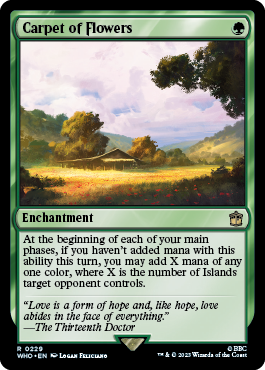 Carpet of Flowers
Enchantment
At the beginning of each of your main
phases, if you haven't added mana with this
ability this turn, you may add X mana of any
one color, where X is the number of Islands
target opponent controls.
"Love is a form of hope and, like hope, love
abides in the face of everything."
—The Thirteenth Doctor
R 0229
© BBC
WHO • EN Logan Feliciano
™ & © 2023 Wizards of the Coast